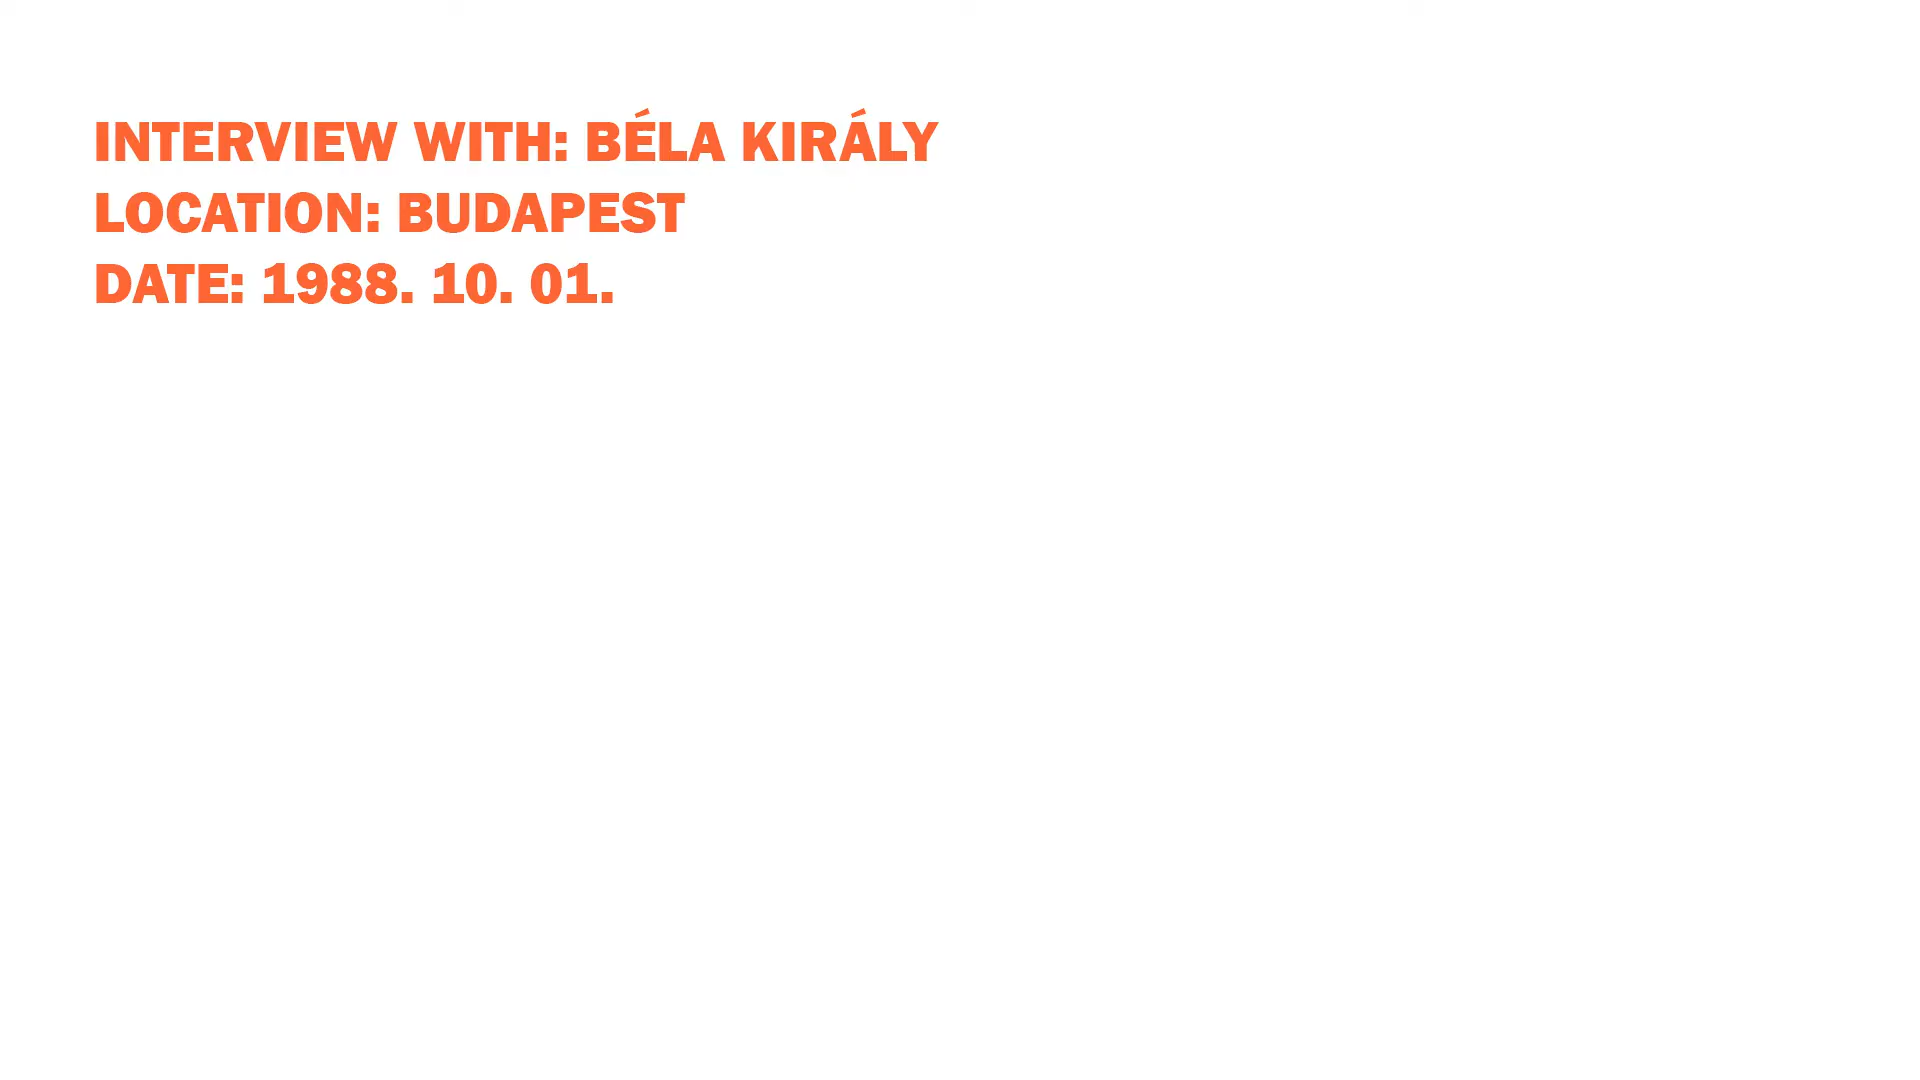 INTERVIEW WITH: BÉLA KIRÁLY
LOCATION: BUDAPEST
DATE: 1988. 10. 01.